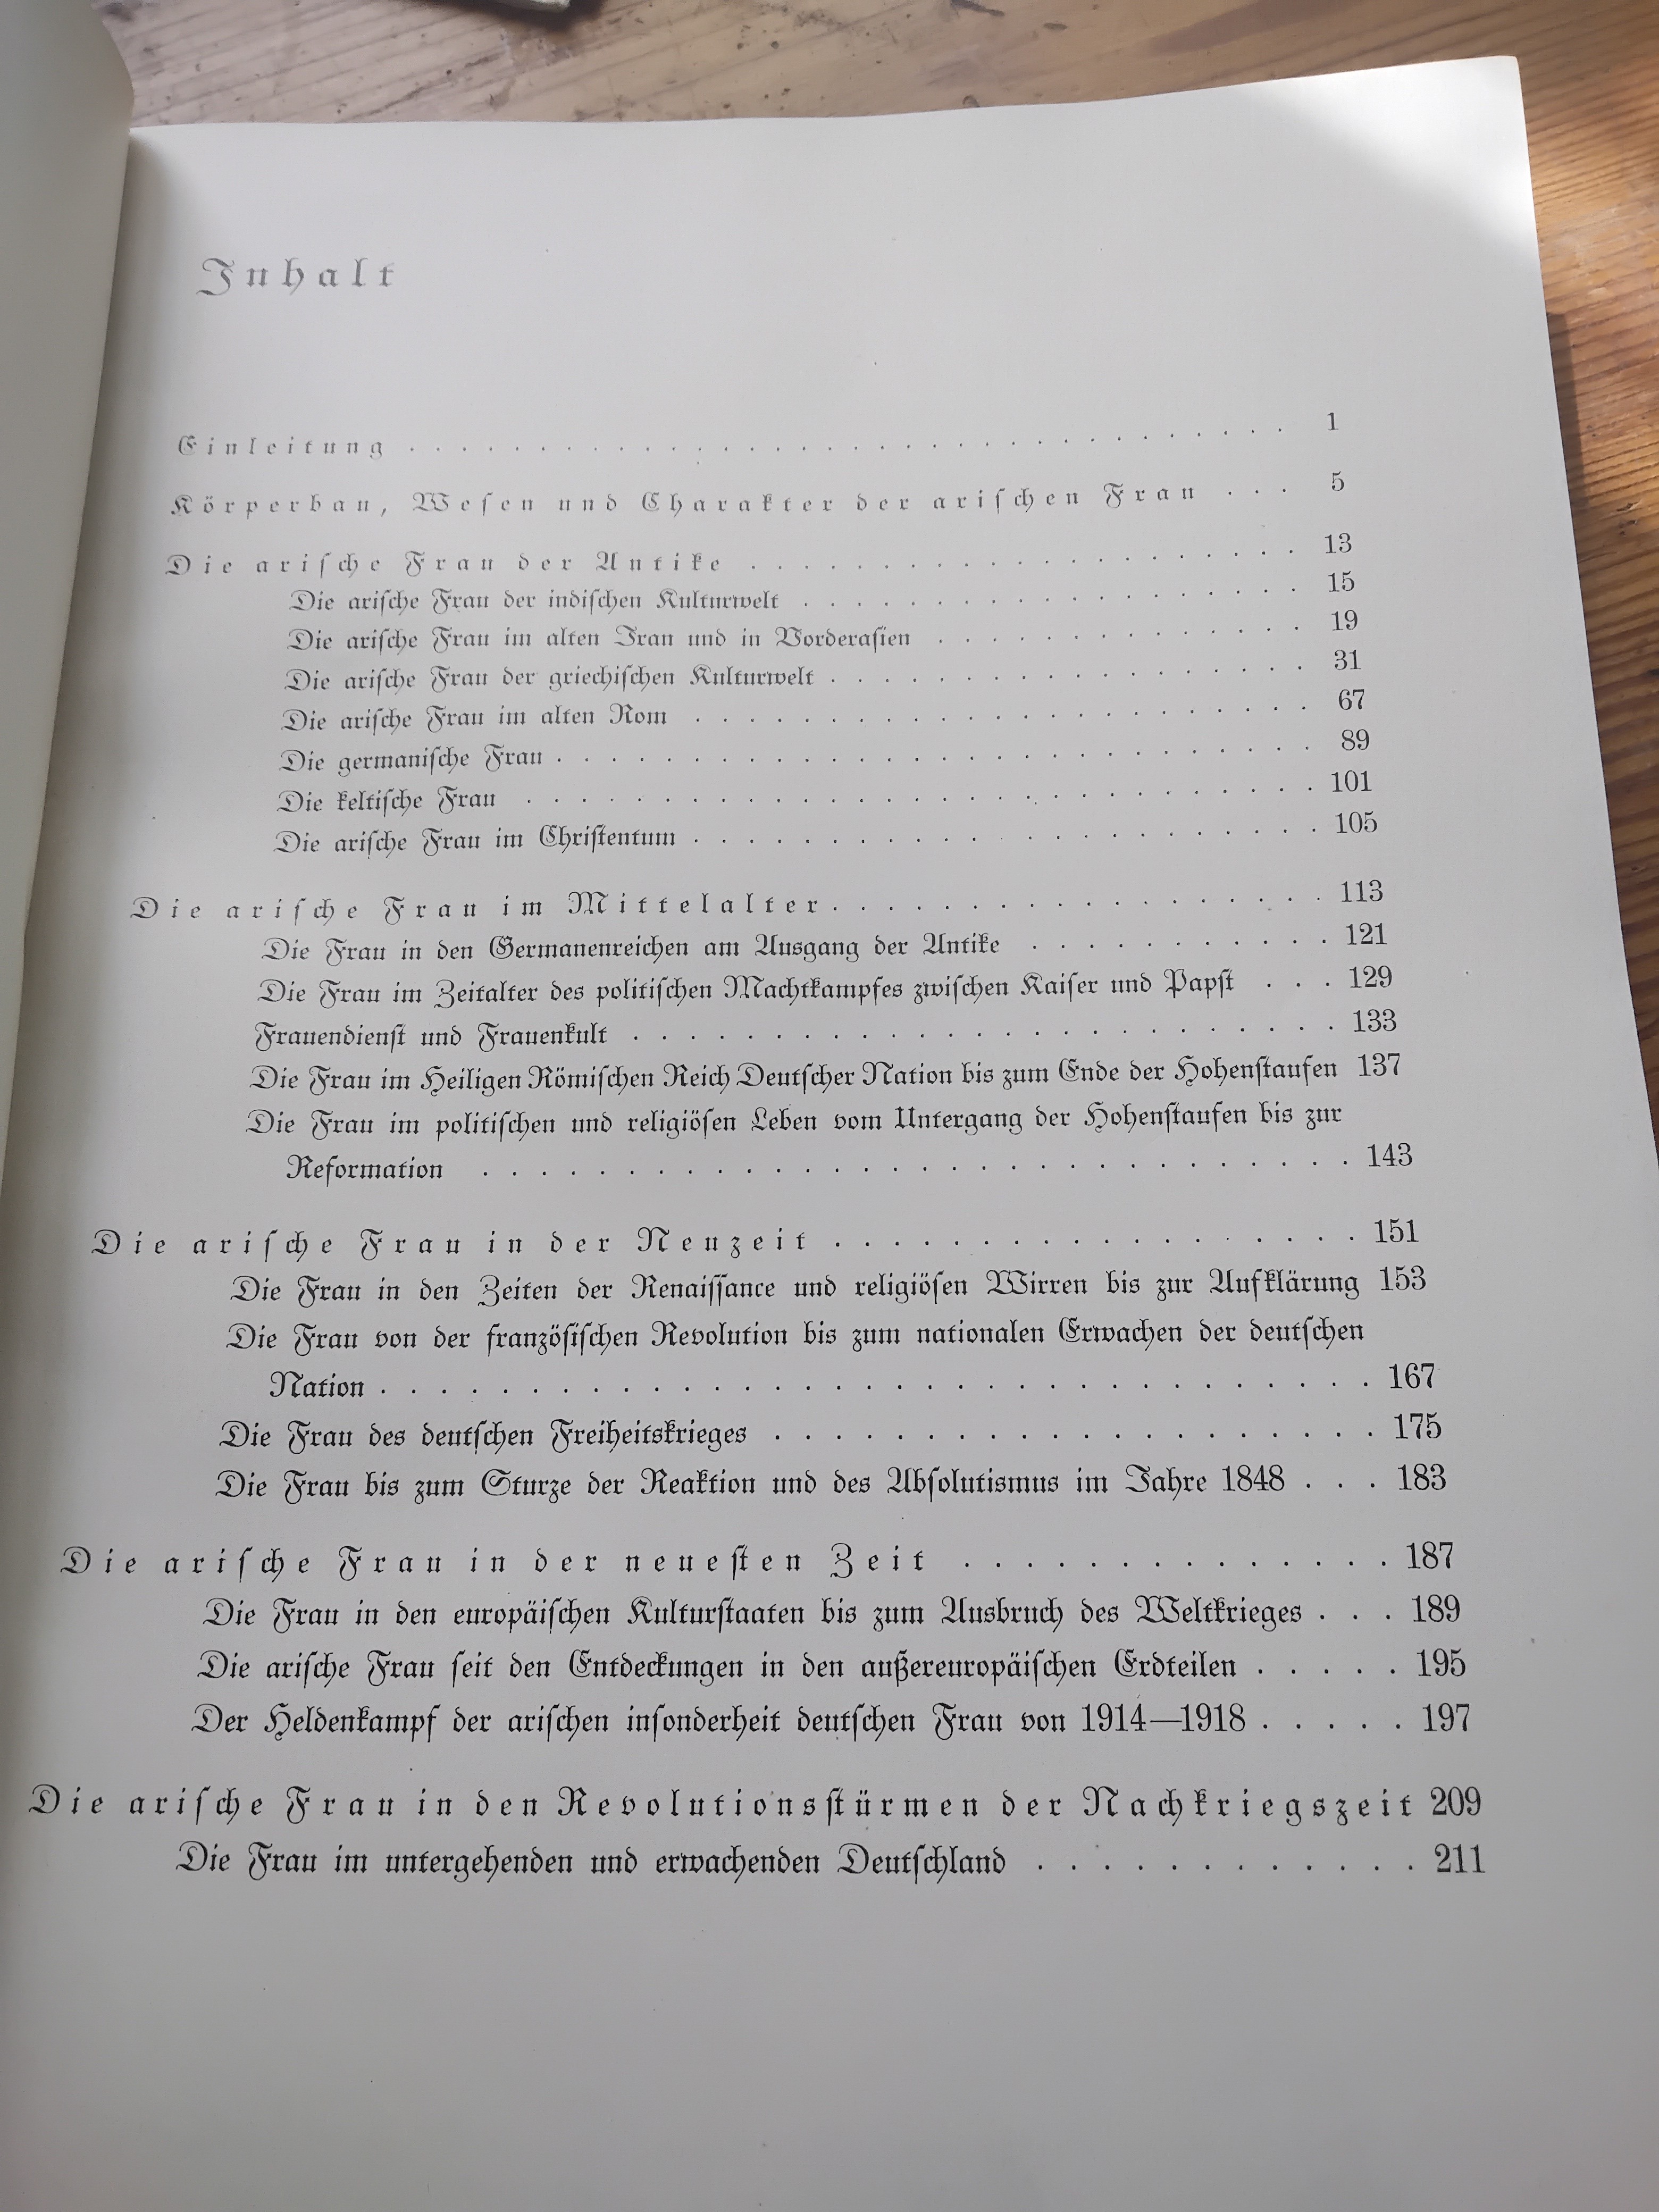 Inhalt
Einleitung . . . . . . . . . . . . . . . . . . . . . . . . . . . . 1
Körperbau, Wesen und Charakter der arischen Frau . . . 5
Die arische Frau der Antike . . . . . . . . . . . . . . . . . 13
Die arische Frau der indischen Kulturwelt . . . . . . . . . . . . . . . . 15
Die arische Frau im alten Iran und in Vorderasien . . . . . . . . . . . . 19
Die arische Frau der griechischen Kulturwelt . . . . . . . . . . . . . . . 31
Die arische Frau im alten Rom . . . . . . . . . . . . . . . . . . . 67
Die germanische Frau . . . . . . . . . . . . . . . . . . . . . . 89
Die keltische Frau . . . . . . . . . . . . . . . . . . . . . . . 101
Die arische Frau im Christentum . . . . . . . . . . . . . . . . . . 105
Die arische Frau im Mittelalter . . . . . . . . . . . . . . . . . 113
Die Frau in den Germanenreichen am Ausgang der Antike . . . . . . . . . . . 121
Die Frau im Zeitalter des politischen Machtkampfes zwischen Kaiser und Papst . . . 129
Frauendienst und Frauenkult . . . . . . . . . . . . . . . . . . . . . 133
Die Frau im Heiligen Römischen Reich Deutscher Nation bis zum Ende der Hohenstaufen 137
Die Frau im politischen und religiösen Leben vom Untergang der Hohenstaufen bis zur
Reformation . . . . . . . . . . . . . . . . . . . . . . . . . . 143
Die arische Frau in der Neuzeit . . . . . . . . . . . . . . . . . . 151
Die Frau in den Zeiten der Renaissance und religiösen Wirren bis zur Aufklärung 153
Die Frau von der französischen Revolution bis zum nationalen Erwachen der deutschen
Nation . . . . . . . . . . . . . . . . . . . . . . . . . . . . . 167
Die Frau des deutschen Freiheitskrieges . . . . . . . . . . . . . . . . . . . 175
Die Frau bis zum Sturze der Reaktion und des Absolutismus im Jahre 1848 . . . 183
Die arische Frau in der neuesten Zeit . . . . . . . . . . . . . . 187
Die Frau in den europäischen Kulturstaaten bis zum Ausbruch des Weltkrieges . . . 189
Die arische Frau seit den Entdeckungen in den außereuropäischen Erdteilen . . . . . 195
Der Heldenkampf der arischen insonderheit deutschen Frau von 1914—1918 . . . . . 197
Die arische Frau in den Revolutionsstürmen der Nachkriegszeit 209
Die Frau im untergehenden und erwachenden Deutschland . . . . . . . . . . . . . 211